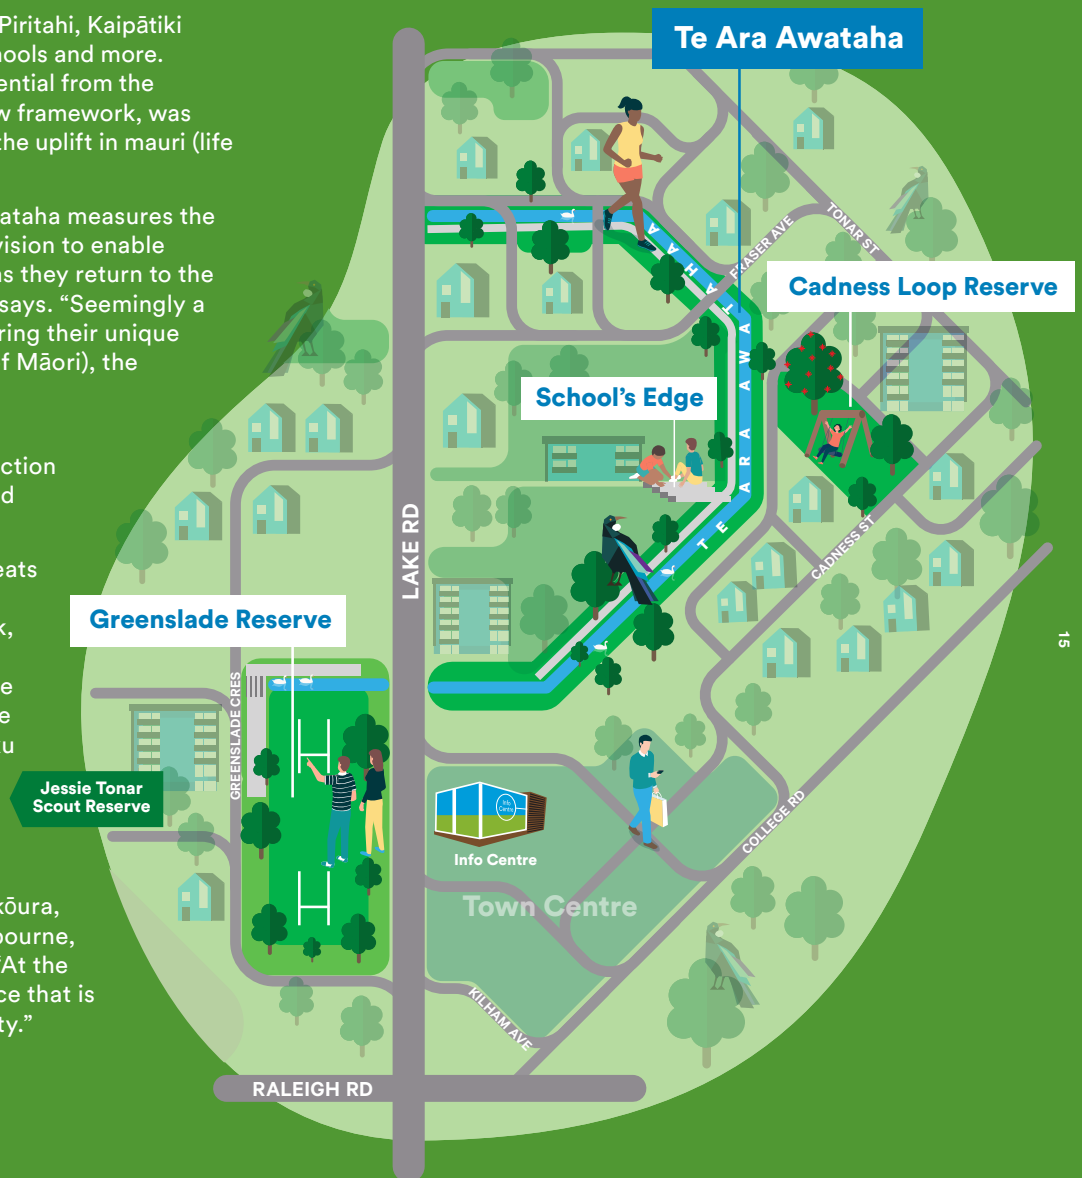 Piritahi, Kaipātiki
hools and more.
ential from the
w framework, was
the uplift in mauri (life
ataha measures the
vision to enable
as they return to the
says. “Seemingly a
ring their unique
f Māori), the
ction
d
eats
k,
e
e
ku
kōura,
bourne,
“At the
ce that is
ty.”
Te Ara Awataha
TONAR ST
FRASER AVE
Cadness Loop Reserve
School’s Edge
TE ARA AWATAHA
LAKE RD
CADNESS ST
Greenslade Reserve
GREENSLADE CRES
Jessie Tonar
Scout Reserve
Info
Centre
Info Centre
COLLEGE RD
Town Centre
KILHAM AVE
RALEIGH RD
15